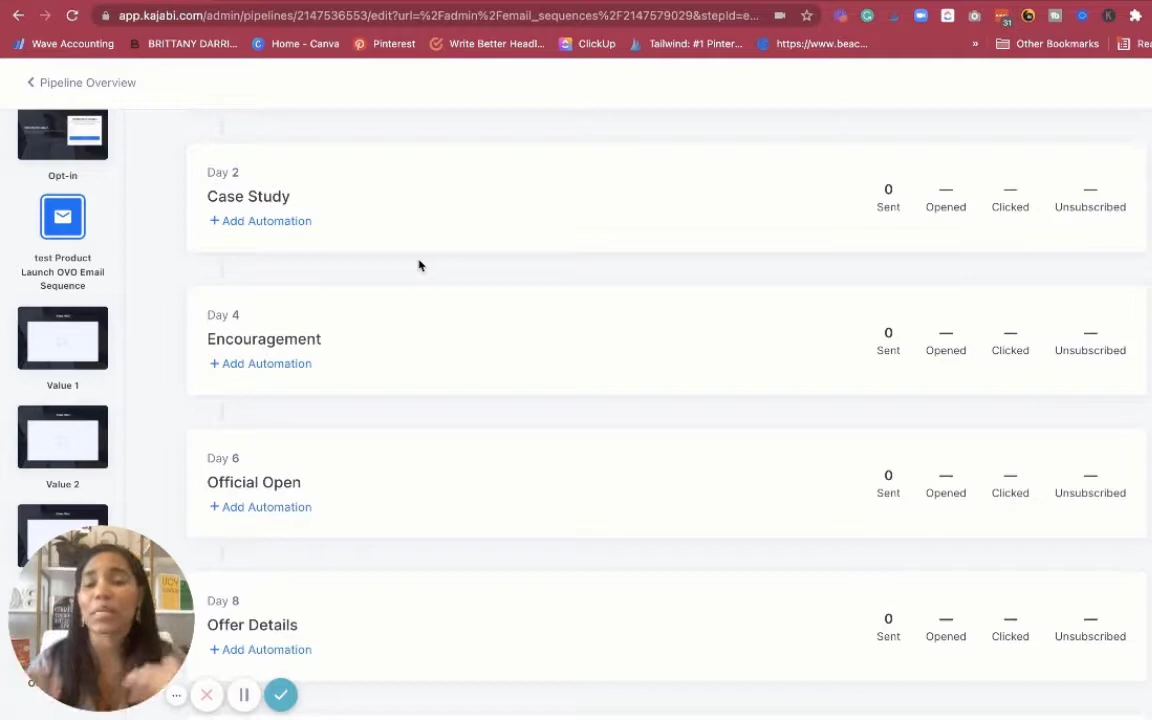 app.kajabi.com/admin/pipelines/2147536553/edit?url=%2Fadmin%2Femail_sequences%2F2147579029&stepId=e...
31
Wave Accounting
BRITTANY DARRI...
Home - Canva
Pinterest
Write Better Headl...
ClickUp
Tailwind: #1 Pinter...
https://www.beac...
»
Other Bookmarks
Rea
Pipeline Overview
Opt-in
test Product
Launch OVO Email
Sequence
Value 1
Value 2
Day 2
Case Study
+ Add Automation
0
Sent
—
Opened
—
Clicked
—
Unsubscribed
Day 4
Encouragement
+ Add Automation
0
Sent
—
Opened
—
Clicked
—
Unsubscribed
Day 6
Official Open
+ Add Automation
0
Sent
—
Opened
—
Clicked
—
Unsubscribed
Day 8
Offer Details
+ Add Automation
0
Sent
—
Opened
—
Clicked
—
Unsubscribed